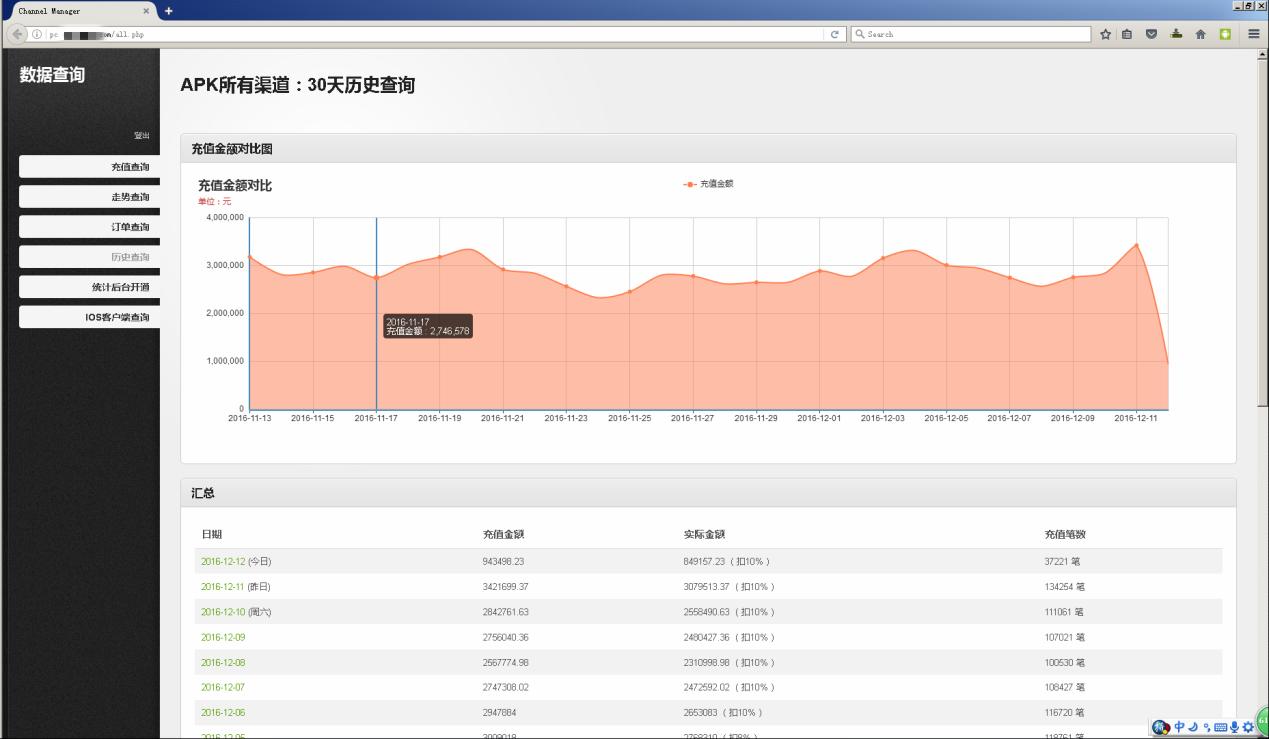 Channel Manager
pc
om/all.php
Search
数据查询
登出
充值查询
走势查询
订单查询
历史查询
统计后台开通
IOS客户端查询
APK所有渠道：30天历史查询
充值金额对比图
充值金额对比
单位：元
充值金额
4,000,000
3,000,000
2,000,000
1,000,000
0
2016-11-17
充值金额：2,746,578
2016-11-13 2016-11-15 2016-11-17 2016-11-19 2016-11-21 2016-11-23 2016-11-25 2016-11-27 2016-11-29 2016-12-01 2016-12-03 2016-12-05 2016-12-07 2016-12-09 2016-12-11
汇总
日期 充值金额 实际金额 充值笔数
2016-12-12 (今日) 943498.23 849157.23（扣10%） 37221 笔
2016-12-11 (昨日) 3421699.37 3079513.37（扣10%） 134254 笔
2016-12-10 (周六) 2842761.63 2558490.63（扣10%） 111061 笔
2016-12-09 2756040.36 2480427.36（扣10%） 107021 笔
2016-12-08 2567774.98 2310998.98（扣10%） 100530 笔
2016-12-07 2747308.02 2472592.02（扣10%） 108427 笔
2016-12-06 2947884 2653083（扣10%） 116720 笔
2016-12-05
中
61